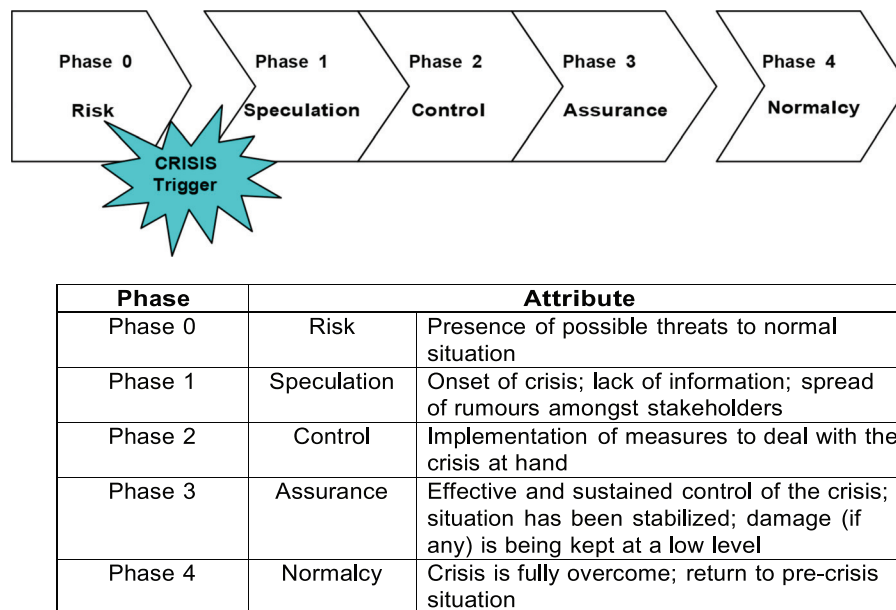 Phase 0
Risk
CRISIS
Trigger
Phase 1
Speculation
Phase 2
Control
Phase 3
Assurance
Phase 4
Normalcy
Phase Attribute
Phase 0 Risk Presence of possible threats to normal
situation
Phase 1 Speculation Onset of crisis; lack of information; spread
of rumours amongst stakeholders
Phase 2 Control Implementation of measures to deal with the
crisis at hand
Phase 3 Assurance Effective and sustained control of the crisis;
situation has been stabilized; damage (if
any) is being kept at a low level
Phase 4 Normalcy Crisis is fully overcome; return to pre-crisis
situation